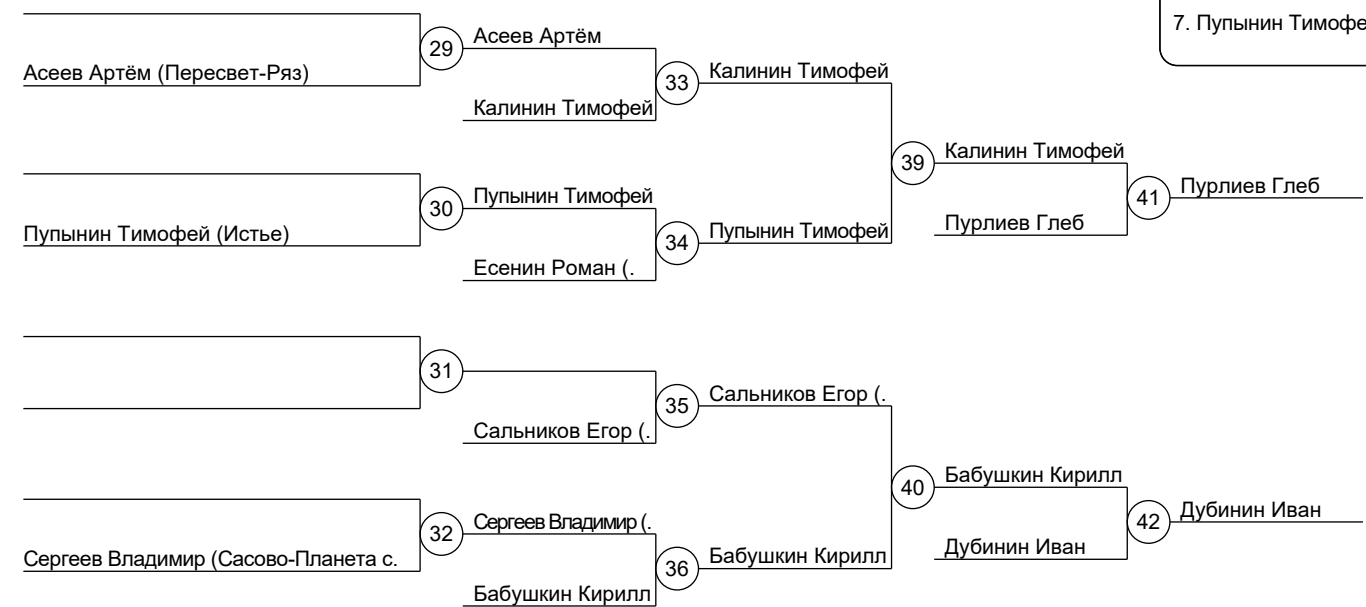 7. Пупынин Тимофе
29
Асеев Артём
Асеев Артём (Пересвет-Ряз)
33
Калинин Тимофей
Калинин Тимофей
39
Калинин Тимофей
30
Пупынин Тимофей
41
Пурлиев Глеб
Пупынин Тимофей (Истье)
34
Пупынин Тимофей
Пурлиев Глеб
Есенин Роман (.
31
35
Сальников Егор (.
Сальников Егор (.
40
Бабушкин Кирилл
32
Сергеев Владимир (.
42
Дубинин Иван
Сергеев Владимир (Сасово-Планета с.
36
Бабушкин Кирилл
Дубинин Иван
Бабушкин Кирилл